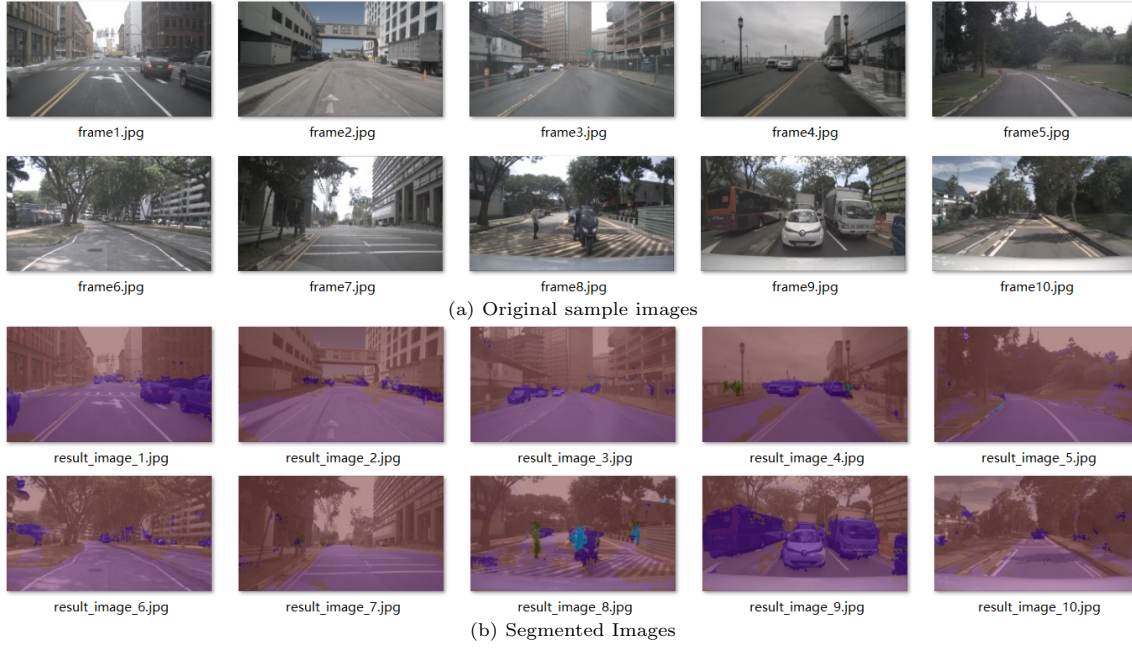 frame1.jpg frame2.jpg frame3.jpg frame4.jpg frame5.jpg
frame6.jpg frame7.jpg frame8.jpg frame9.jpg frame10.jpg
(a) Original sample images
result_image_1.jpg result_image_2.jpg result_image_3.jpg result_image_4.jpg result_image_5.jpg
result_image_6.jpg result_image_7.jpg result_image_8.jpg result_image_9.jpg result_image_10.jpg
(b) Segmented Images